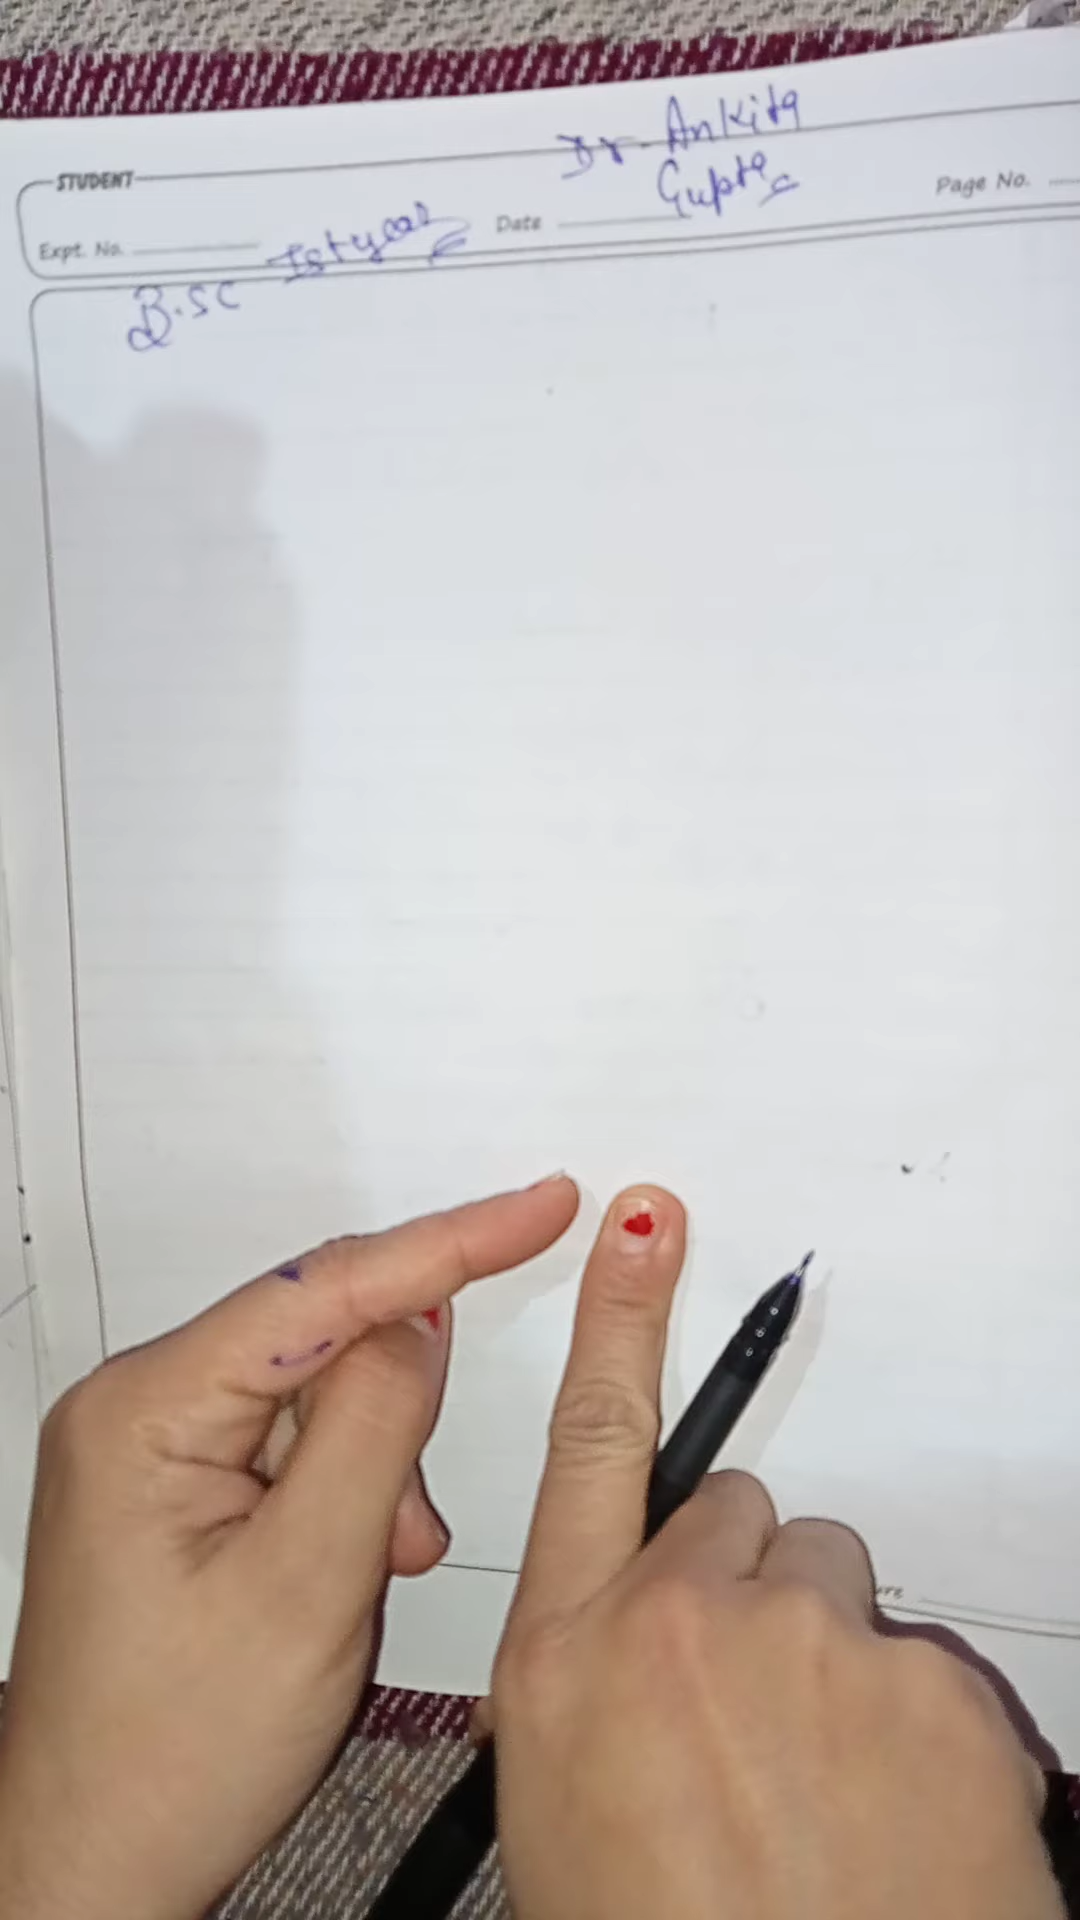 Dr. Ankita
Gupta
STUDENT
Page No.
Expt. No.
Date
B.SC Ist year